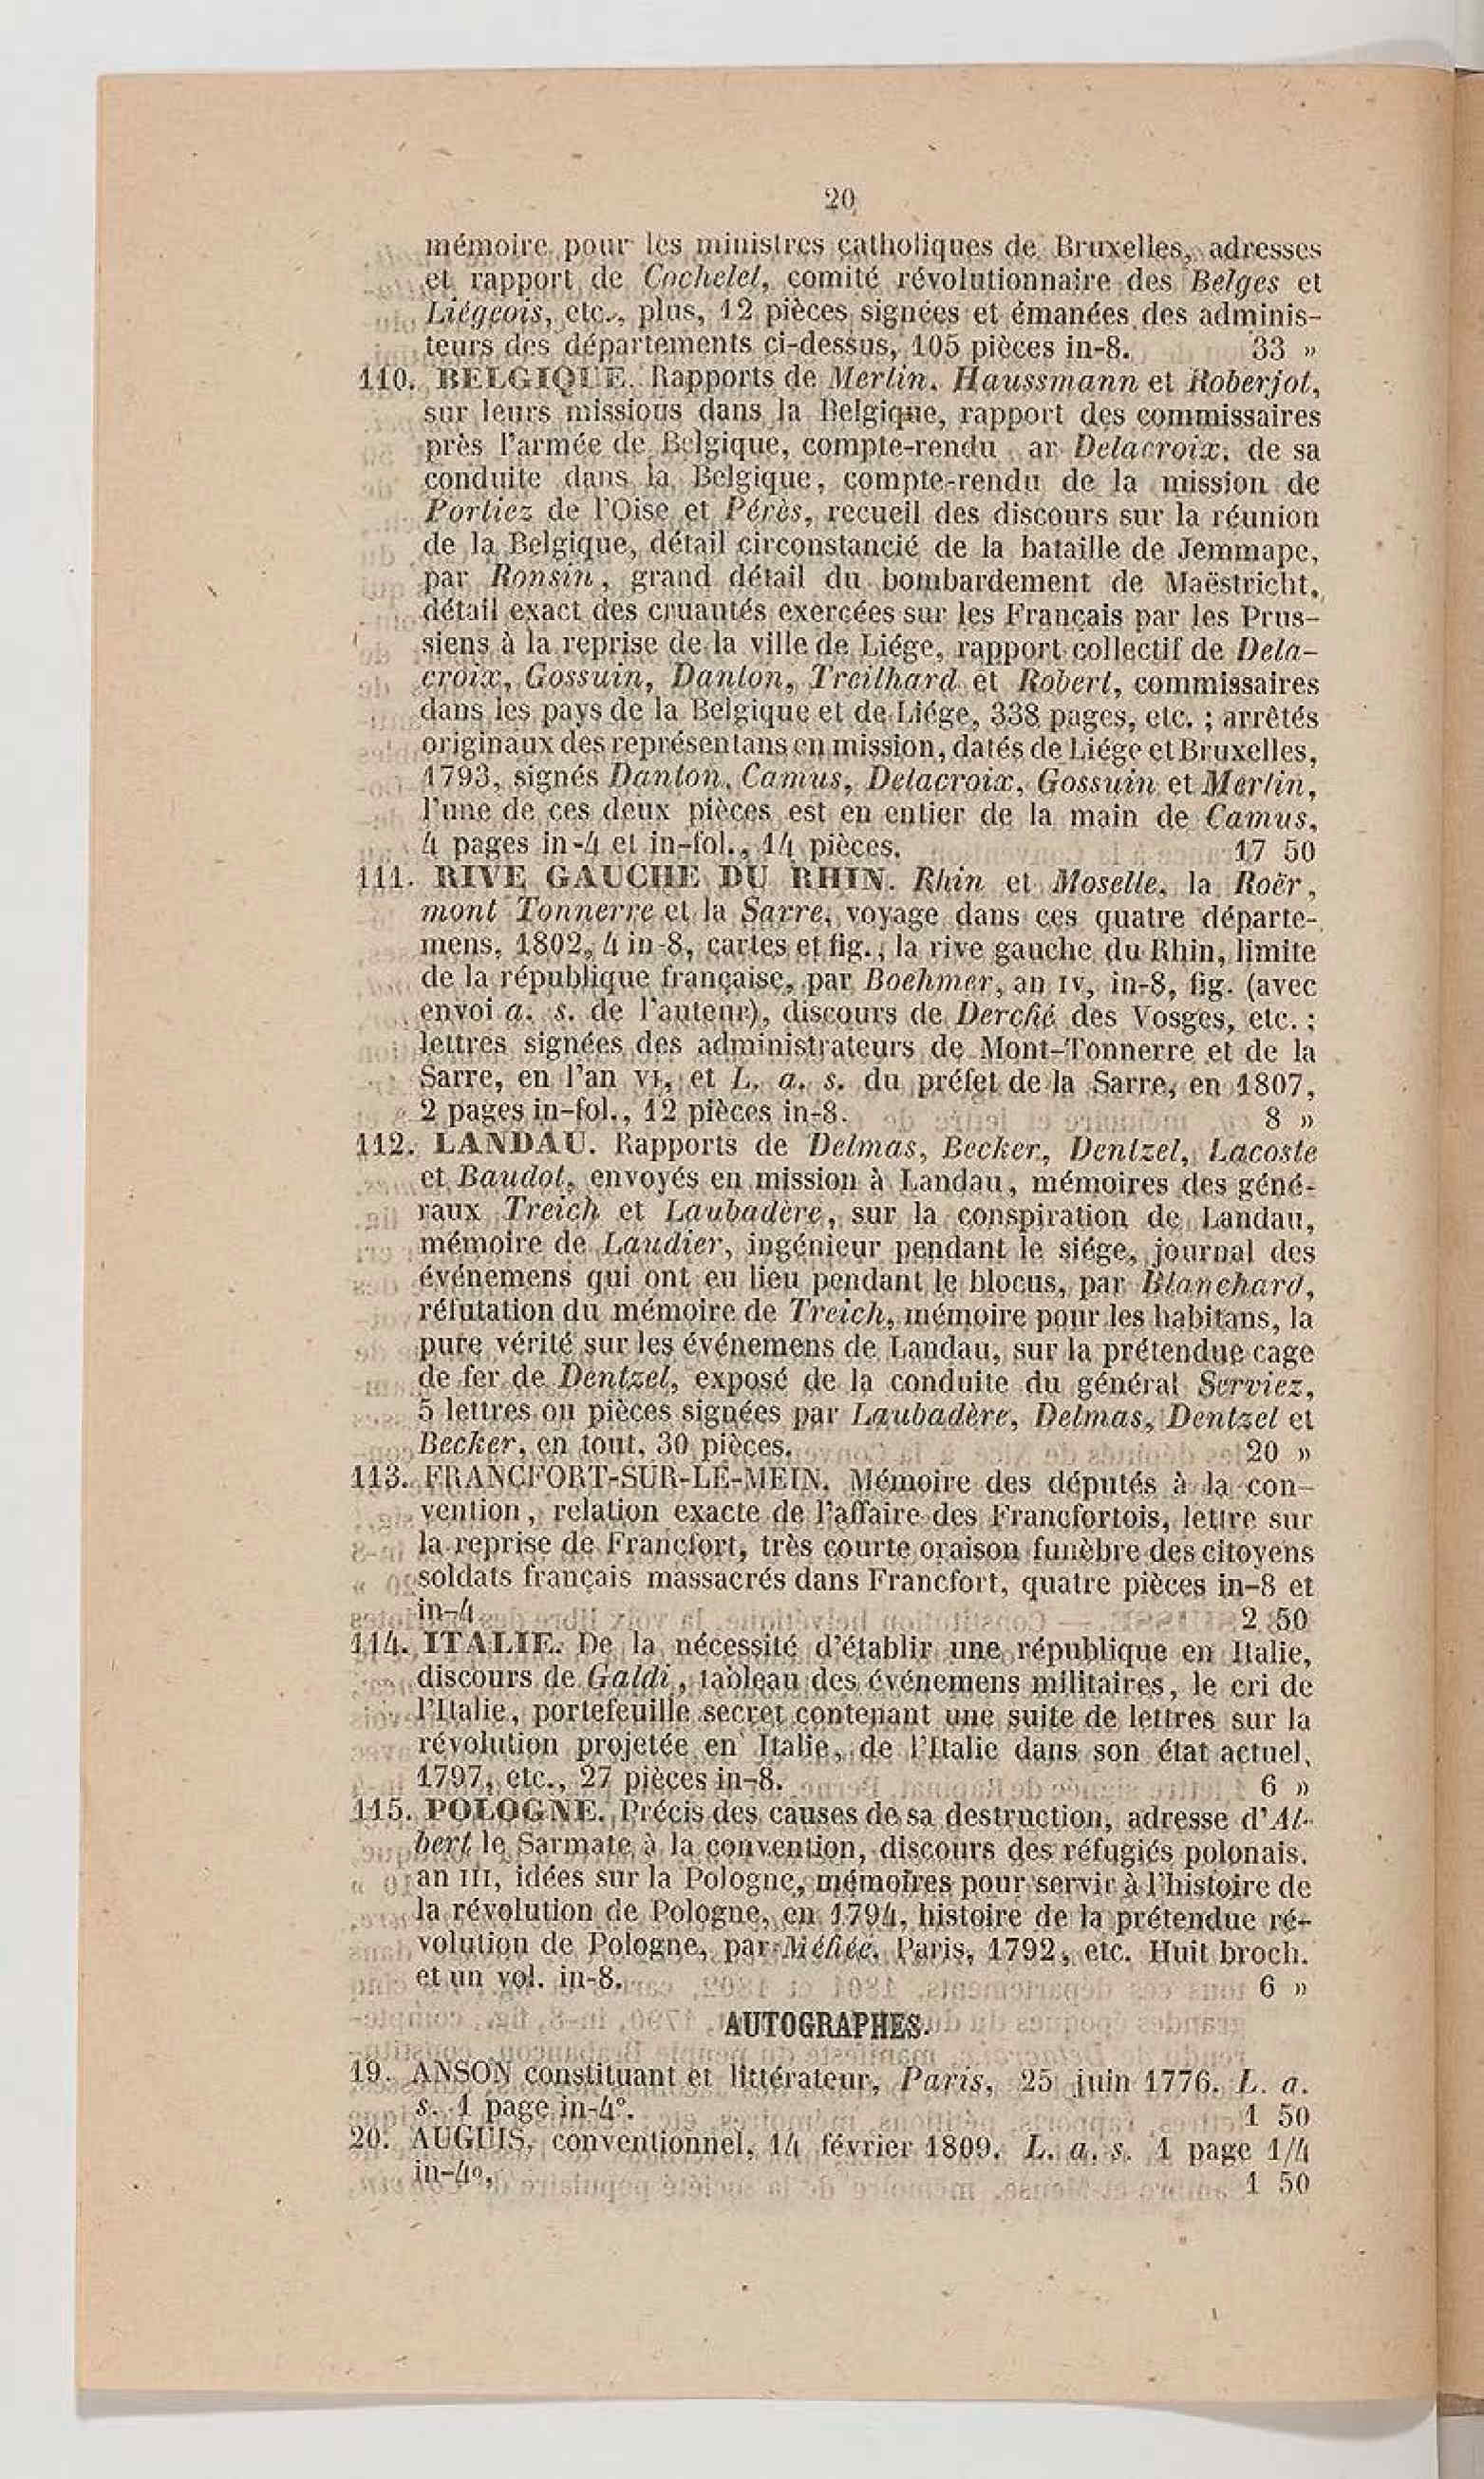 20
mémoire pour les ministres catholiques de Bruxelles, adresses
et rapport de Cochelet, comité révolutionnaire des Belges et
Liégeois, etc., plus, 12 pièces signées et émanées des adminis-
teurs des départements ci-dessus, 105 pièces in-8. 33 »
110. BELGIQUE. Rapports de Merlin, Haussmann et Roberjot,
sur leurs missions dans la Belgique, rapport des commissaires
près l'armée de Belgique, compte-rendu ar Delacroix, de sa
conduite dans la Belgique, compte-rendu de la mission de
Portiez de l'Oise et Pérès, recueil des discours sur la réunion
de la Belgique, détail circonstancié de la bataille de Jemmape,
par Ronsin, grand détail du bombardement de Maëstricht,
détail exact des cruautés exercées sur les Français par les Prus-
siens à la reprise de la ville de Liége, rapport collectif de Dela-
croix, Gossuin, Danton, Treilhard et Robert, commissaires
dans les pays de la Belgique et de Liége, 338 pages, etc. ; arrêtés
originaux des représentans en mission, datés de Liége et Bruxelles,
1793, signés Danton, Camus, Delacroix, Gossuin et Merlin,
l'une de ces deux pièces est en entier de la main de Camus,
4 pages in-4 et in-fol., 14 pièces. 17 50
111. RIVE GAUCHE DU RHIN. Rhin et Moselle, la Roër,
mont Tonnerre et la Sarre, voyage dans ces quatre départe-
mens, 1802, 4 in-8, cartes et fig., la rive gauche du Rhin, limite
de la république française, par Boehmer, an IV, in-8, fig. (avec
envoi a. s. de l'auteur), discours de Derché des Vosges, etc. ;
lettres signées des administrateurs de Mont-Tonnerre et de la
Sarre, en l'an VI, et L. a. s. du préfet de la Sarre, en 1807,
2 pages in-fol., 12 pièces in-8. 8 »
112. LANDAU. Rapports de Delmas, Becker, Dentzel, Lacoste
et Baudot, envoyés en mission à Landau, mémoires des géné-
raux Treich et Laubadère, sur la conspiration de Landau,
mémoire de Laudier, ingénieur pendant le siége, journal des
événemens qui ont eu lieu pendant le blocus, par Blanchard,
réfutation du mémoire de Treich, mémoire pour les habitans, la
pure vérité sur les événemens de Landau, sur la prétendue cage
de fer de Dentzel, exposé de la conduite du général Serviez,
5 lettres ou pièces signées par Laubadère, Delmas, Dentzel et
Becker, en tout, 30 pièces. 20 »
113. FRANCFORT-SUR-LE-MEIN. Mémoire des députés à la con-
vention, relation exacte de l'affaire des Francfortois, lettre sur
la reprise de Francfort, très courte oraison funèbre des citoyens
soldats français massacrés dans Francfort, quatre pièces in-8 et
in-4 2 50
114. ITALIE. De la nécessité d'établir une république en Italie,
discours de Galdi, tableau des événemens militaires, le cri de
l'Italie, portefeuille secret contenant une suite de lettres sur la
révolution projetée en Italie, de l'Italie dans son état actuel,
1797, etc., 27 pièces in-8. 6 »
115. POLOGNE. Précis des causes de sa destruction, adresse d'Al-
bert le Sarmate à la convention, discours des réfugiés polonais,
an III, idées sur la Pologne, mémoires pour servir à l'histoire de
la révolution de Pologne, en 1794, histoire de la prétendue ré-
volution de Pologne, par Méhée, Paris, 1792, etc. Huit broch.
et un vol. in-8. 6 »
AUTOGRAPHES.
19. ANSON constituant et littérateur, Paris, 25 juin 1776. L. a.
s. 1 page in-4°. 1 50
20. AUGUIS, conventionnel, 14 février 1809. L. a. s. 1 page 1/4
in-4°. 1 50